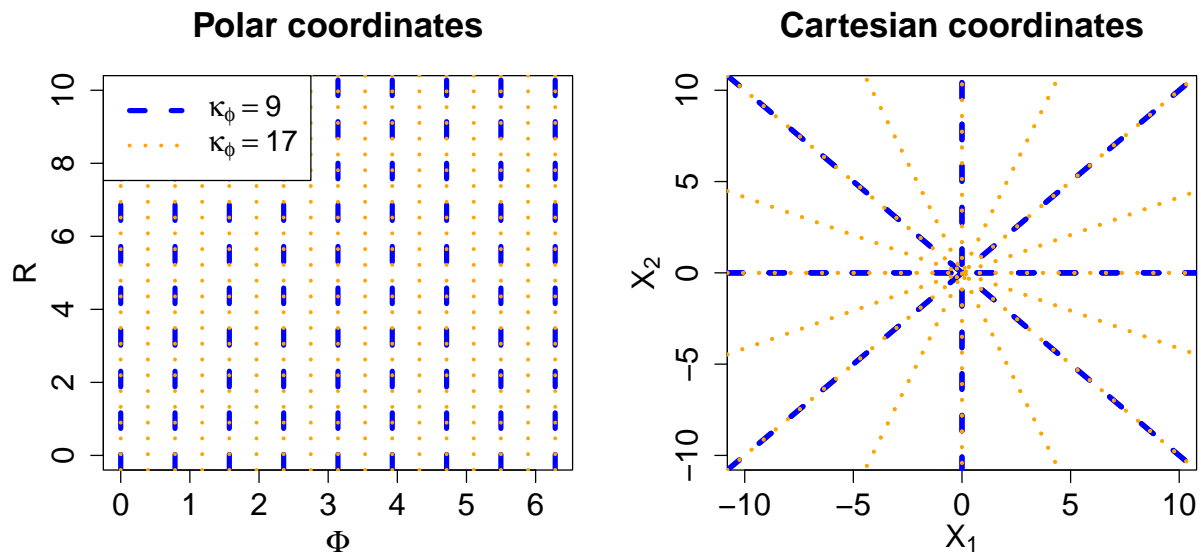 Polar coordinates
κϕ = 9
κϕ = 17
0 2 4 6 8 10
R
0 1 2 3 4 5 6
Φ
Cartesian coordinates
−10 −5 0 5 10
X2
−10 −5 0 5 10
X1